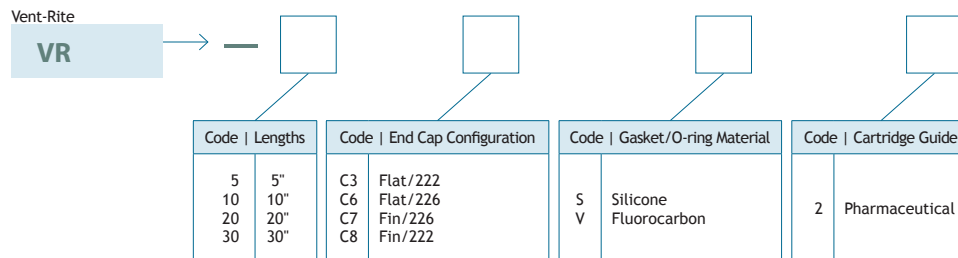 Vent-Rite
VR
Code | Lengths
5 5"
10 10"
20 20"
30 30"
Code | End Cap Configuration
C3 Flat/222
C6 Flat/226
C7 Fin/226
C8 Fin/222
Code | Gasket/O-ring Material
S Silicone
V Fluorocarbon
Code | Cartridge Guide
2 Pharmaceutical